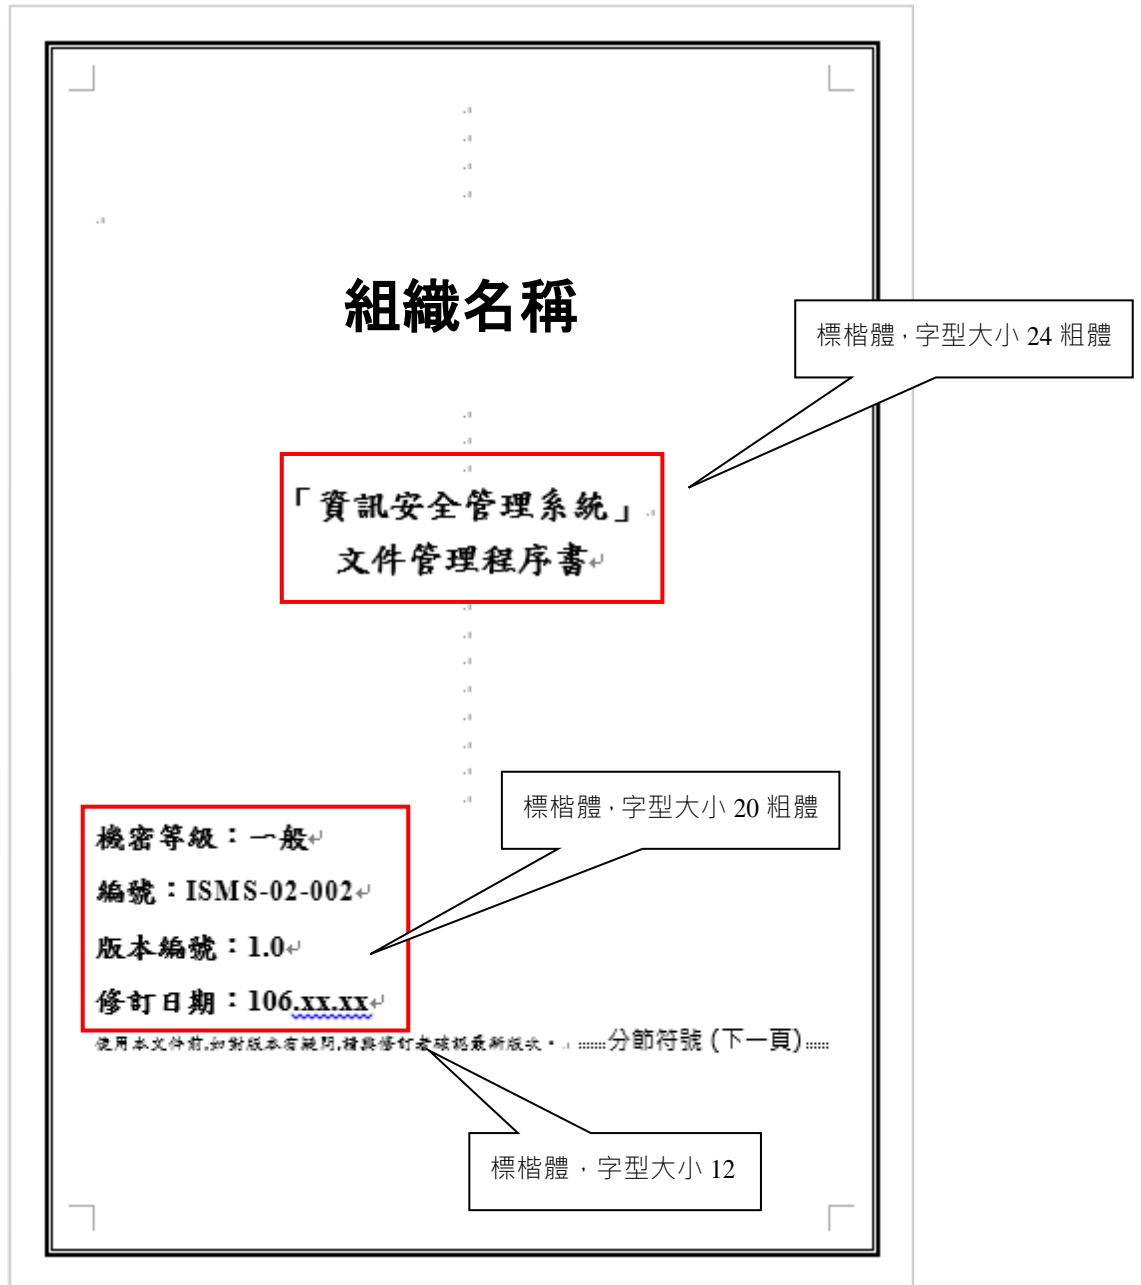 組織名稱
標楷體，字型大小 24 粗體
「資訊安全管理系統」
文件管理程序書
標楷體，字型大小 20 粗體
機密等級：一般
編號：ISMS-02-002
版本編號：1.0
修訂日期：106.xx.xx
使用本文件前,如對版本有疑問,請與修訂者確認最新版次。 分節符號 (下一頁)
標楷體，字型大小 12